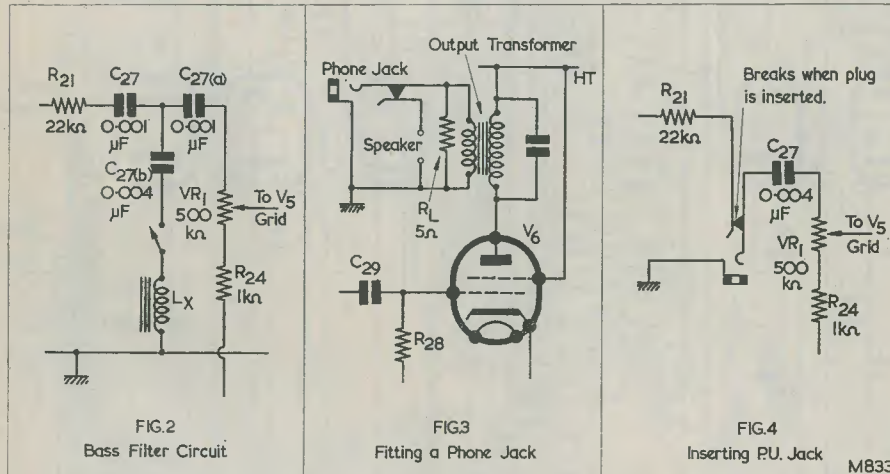 R21
22kΩ
C27
0·001
µF
C27(a)
0·001
µF
C27(b)
0·004
µF
VR1
500
kΩ
To V5
Grid
R24
1kΩ
LX
FIG.2
Bass Filter Circuit
Output Transformer
Phone Jack
HT
Speaker
RL
5Ω
V6
C29
R28
FIG.3
Fitting a Phone Jack
Breaks when plug
is inserted.
R21
22kΩ
C27
0·004
µF
VR1
500
kΩ
To V5
Grid
R24
1kΩ
FIG.4
Inserting P.U. Jack
M833